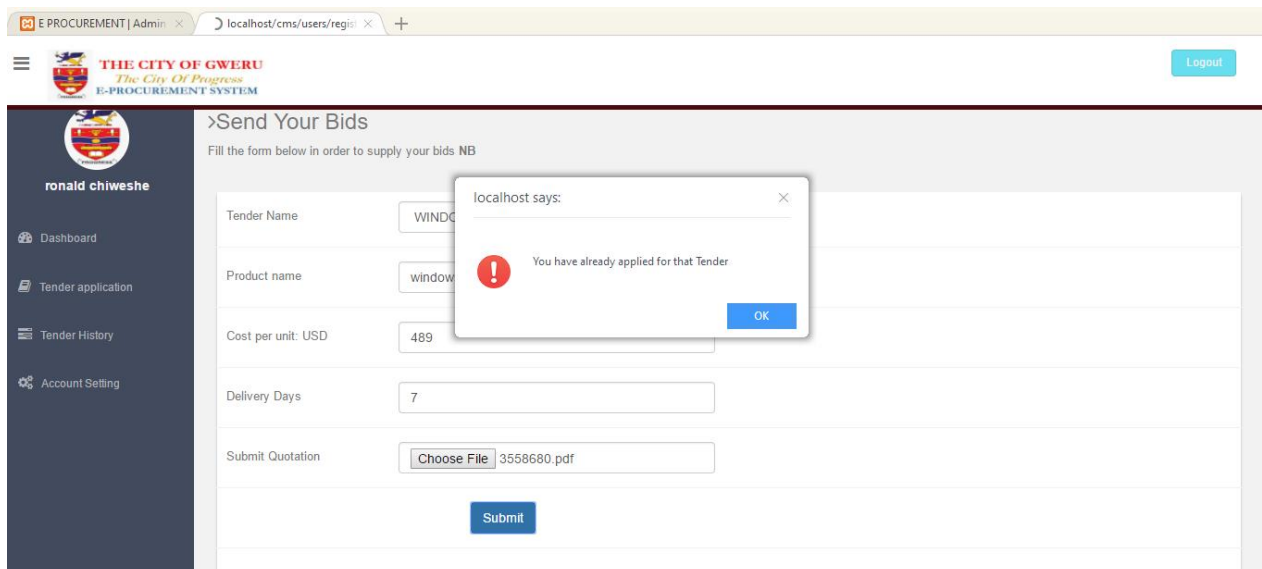 E PROCUREMENT | Admin
localhost/cms/users/regis
THE CITY OF GWERU
The City Of Progress
E-PROCUREMENT SYSTEM
Logout
ronald chiweshe
Dashboard
Tender application
Tender History
Account Setting
>Send Your Bids
Fill the form below in order to supply your bids NB
Tender Name
WINDO
Product name
window
Cost per unit: USD
489
Delivery Days
7
Submit Quotation
Choose File 3558680.pdf
Submit
localhost says:
You have already applied for that Tender
OK